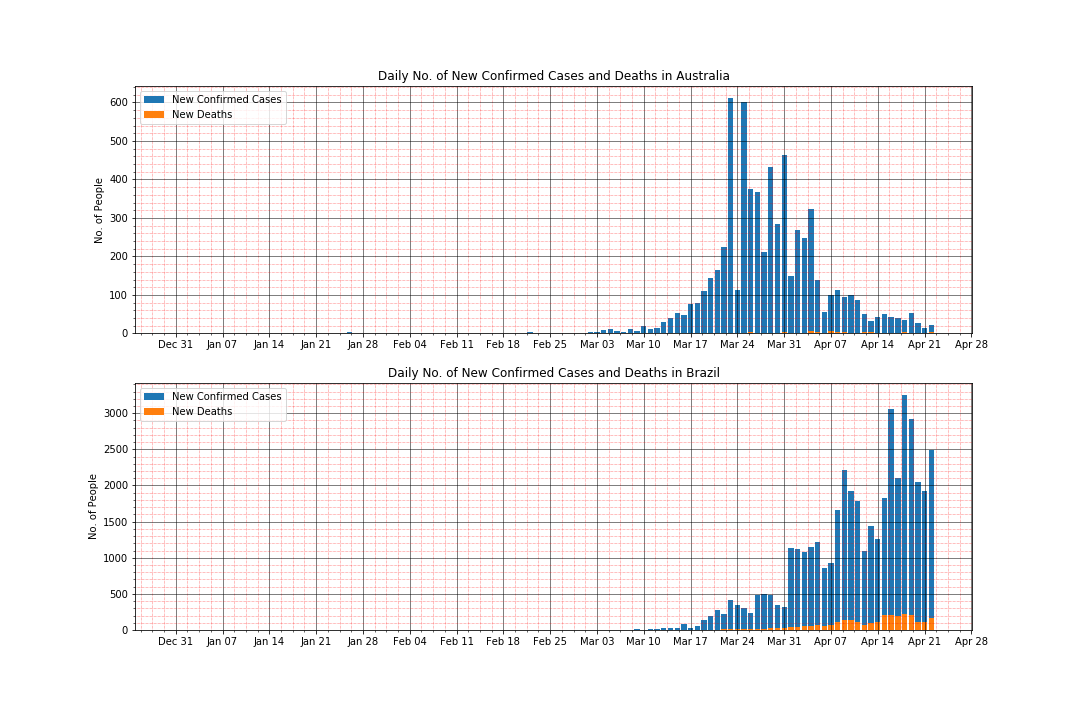 Daily No. of New Confirmed Cases and Deaths in Australia
New Confirmed Cases
New Deaths
600
500
400
300
200
100
0
No. of People
Dec 31 Jan 07 Jan 14 Jan 21 Jan 28 Feb 04 Feb 11 Feb 18 Feb 25 Mar 03 Mar 10 Mar 17 Mar 24 Mar 31 Apr 07 Apr 14 Apr 21 Apr 28
Daily No. of New Confirmed Cases and Deaths in Brazil
New Confirmed Cases
New Deaths
3000
2500
2000
1500
1000
500
0
No. of People
Dec 31 Jan 07 Jan 14 Jan 21 Jan 28 Feb 04 Feb 11 Feb 18 Feb 25 Mar 03 Mar 10 Mar 17 Mar 24 Mar 31 Apr 07 Apr 14 Apr 21 Apr 28